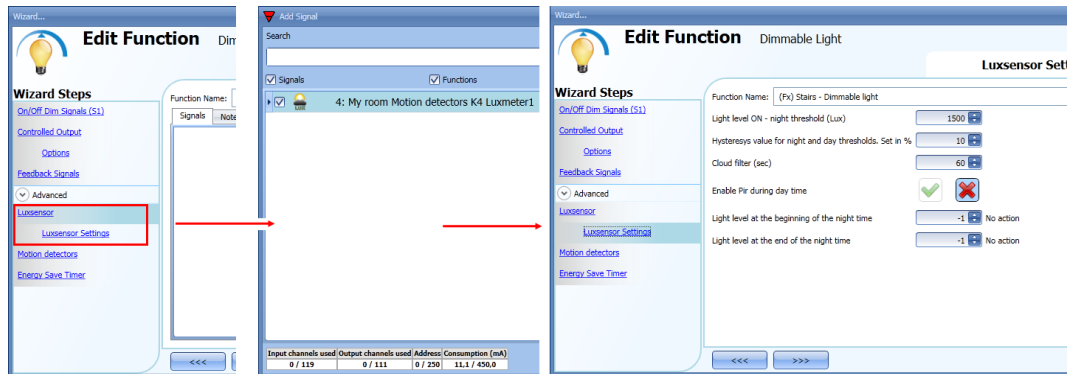 Wizard...
Edit Function Dim
Wizard Steps
On/Off Dim Signals (S1)
Controlled Output
Options
Feedback Signals
Advanced
Luxsensor
Luxsensor Settings
Motion detectors
Energy Save Timer
Function Name:
Signals Note
<<<
Add Signal
Search
Signals Functions
4: My room Motion detectors K4 Luxmeter1
Input channels used Output channels used Address Consumption (mA)
0 / 119 0 / 111 0 / 250 11,1 / 450,0
Wizard...
Edit Function Dimmable Light
Luxsensor Sett
Wizard Steps
On/Off Dim Signals (S1)
Controlled Output
Options
Feedback Signals
Advanced
Luxsensor
Luxsensor Settings
Motion detectors
Energy Save Timer
Function Name: (Fx) Stairs - Dimmable light
Light level ON - night threshold (Lux) 1500
Hysteresys value for night and day thresholds. Set in % 10
Cloud filter (sec) 60
Enable Pir during day time
Light level at the beginning of the night time -1 No action
Light level at the end of the night time -1 No action
<<< >>>